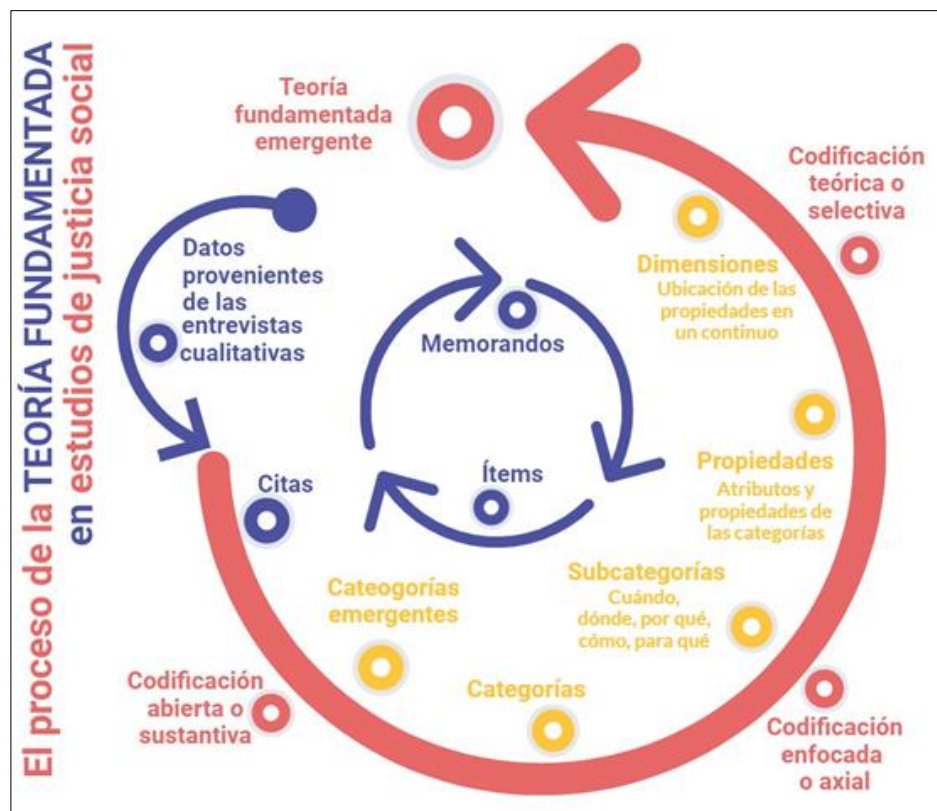 El proceso de la TEORÍA FUNDAMENTADA
en estudios de justicia social
Teoría
fundamentada
emergente
Codificación
teórica o
selectiva
Datos
provenientes
de las
entrevistas
cualitativas
Dimensiones
Ubicación de las
propiedades en
un continuo
Memorandos
Propiedades
Atributos y
propiedades de
las categorías
Ítems
Citas
Subcategorías
Cuándo,
dónde, por qué,
cómo, para qué
Cateogorías
emergentes
Categorías
Codificación
abierta o
sustantiva
Codificación
enfocada
o axial